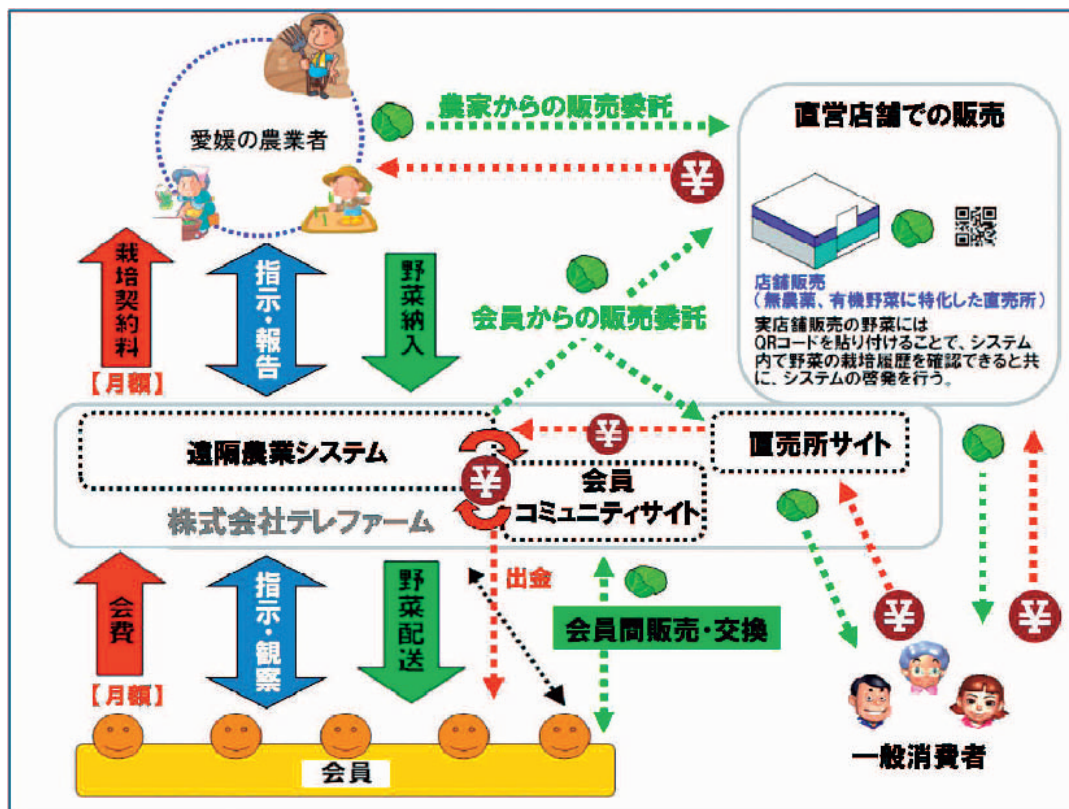 愛媛の農業者
農家からの販売委託
直営店舗での販売
¥
店舗販売
（無農薬、有機野菜に特化した直売所）
実店舗販売の野菜には
QRコードを貼り付けることで、システム
内で野菜の栽培履歴を確認できると共
に、システムの啓発を行う。
栽培契約料
【月額】
指示・報告
野菜納入
会員からの販売委託
遠隔農業システム
¥
¥
直売所サイト
会員
コミュニティサイト
株式会社テレファーム
会費
【月額】
指示・観察
野菜配送
出金
会員間販売・交換
¥
¥
会員
一般消費者